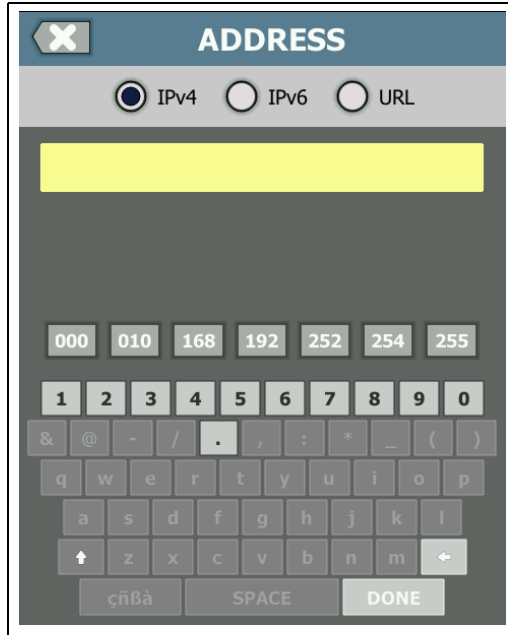 ADDRESS
IPv4 IPv6 URL
000 010 168 192 252 254 255
1 2 3 4 5 6 7 8 9 0
& @ - / . , : * _ ( )
q w e r t y u i o p
a s d f g h j k l
z x c v b n m
çñßà SPACE DONE